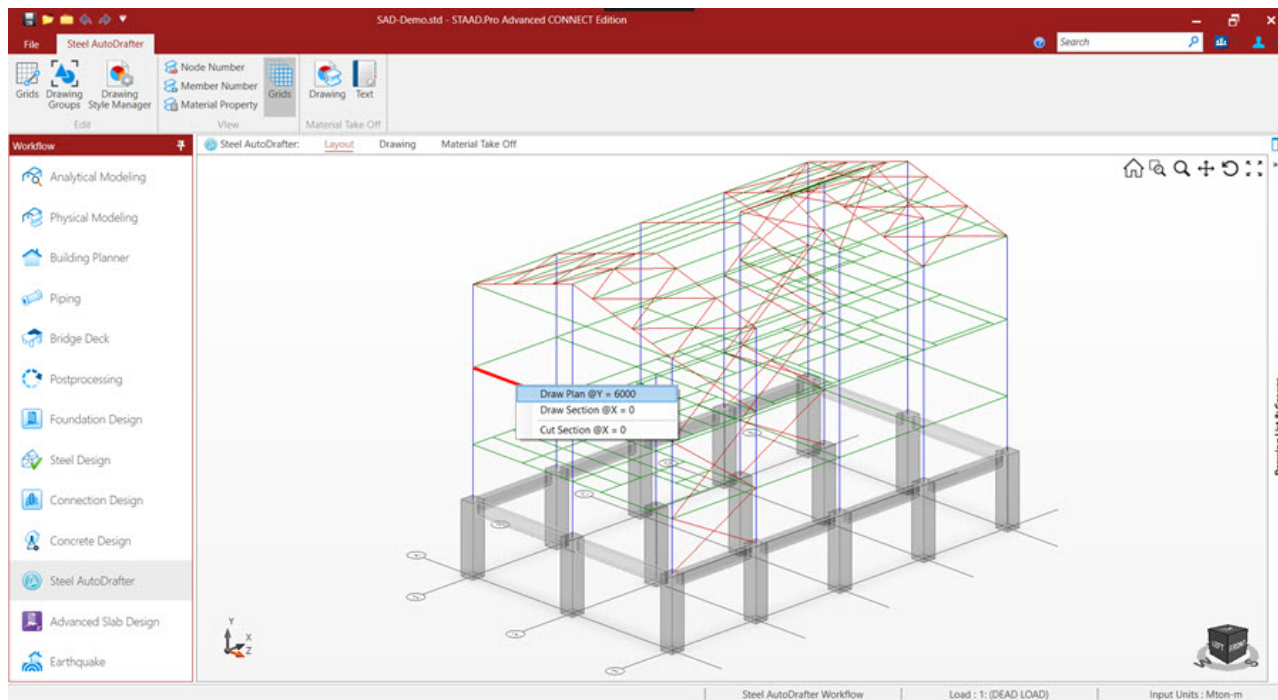 SAD-Demo.std - STAAD.Pro Advanced CONNECT Edition
File
Steel AutoDrafter
Search
Grids
Drawing Groups
Drawing Style Manager
Edit
Node Number
Member Number
Material Property
Grids
View
Drawing
Text
Material Take Off
Workflow
Steel AutoDrafter:
Layout
Drawing
Material Take Off
Analytical Modeling
Physical Modeling
Building Planner
Piping
Bridge Deck
Postprocessing
Foundation Design
Steel Design
Connection Design
Concrete Design
Steel AutoDrafter
Advanced Slab Design
Earthquake
Draw Plan @Y = 6000
Draw Section @X = 0
Cut Section @X = 0
Y
X
Z
LEFT
FRONT
Steel AutoDrafter Workflow
Load : 1: (DEAD LOAD)
Input Units : Mton-m